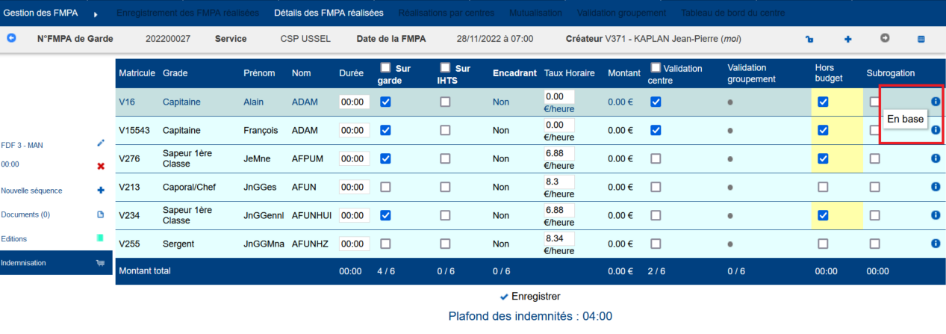 Gestion des FMPA Enregistrement des FMPA réalisées Détails des FMPA réalisées Réalisations par centres Mutualisation Validation groupement Tableau de bord du centre
N°FMPA de Garde 202200027 Service CSP USSEL Date de la FMPA 28/11/2022 à 07:00 Créateur V371 - KAPLAN Jean-Pierre (moi)
FDF 3 - MAN
00:00
Nouvelle séquence
Documents (0)
Editions
Indemnisation
Matricule Grade Prénom Nom Durée Sur garde Sur IHTS Encadrant Taux Horaire Montant Validation centre Validation groupement Hors budget Subrogation
V16 Capitaine Alain ADAM 00:00 Non 0.00 €/heure 0.00 €
En base
V15543 Capitaine François ADAM 00:00 Non 0.00 €/heure 0.00 €
V276 Sapeur 1ére Classe JeMne AFPUM 00:00 Non 6.88 €/heure 0.00 €
V213 Caporal/Chef JnGGes AFUN 00:00 Non 8.3 €/heure 0.00 €
V234 Sapeur 1ére Classe JnGGennl AFUNHUI 00:00 Non 6.88 €/heure 0.00 €
V255 Sergent JnGGMna AFUNHZ 00:00 Non 8.34 €/heure 0.00 €
Montant total 00:00 4 / 6 0 / 6 0 / 6 0.00 € 2 / 6 0 / 6 00:00 00:00
Enregistrer
Plafond des indemnités : 04:00